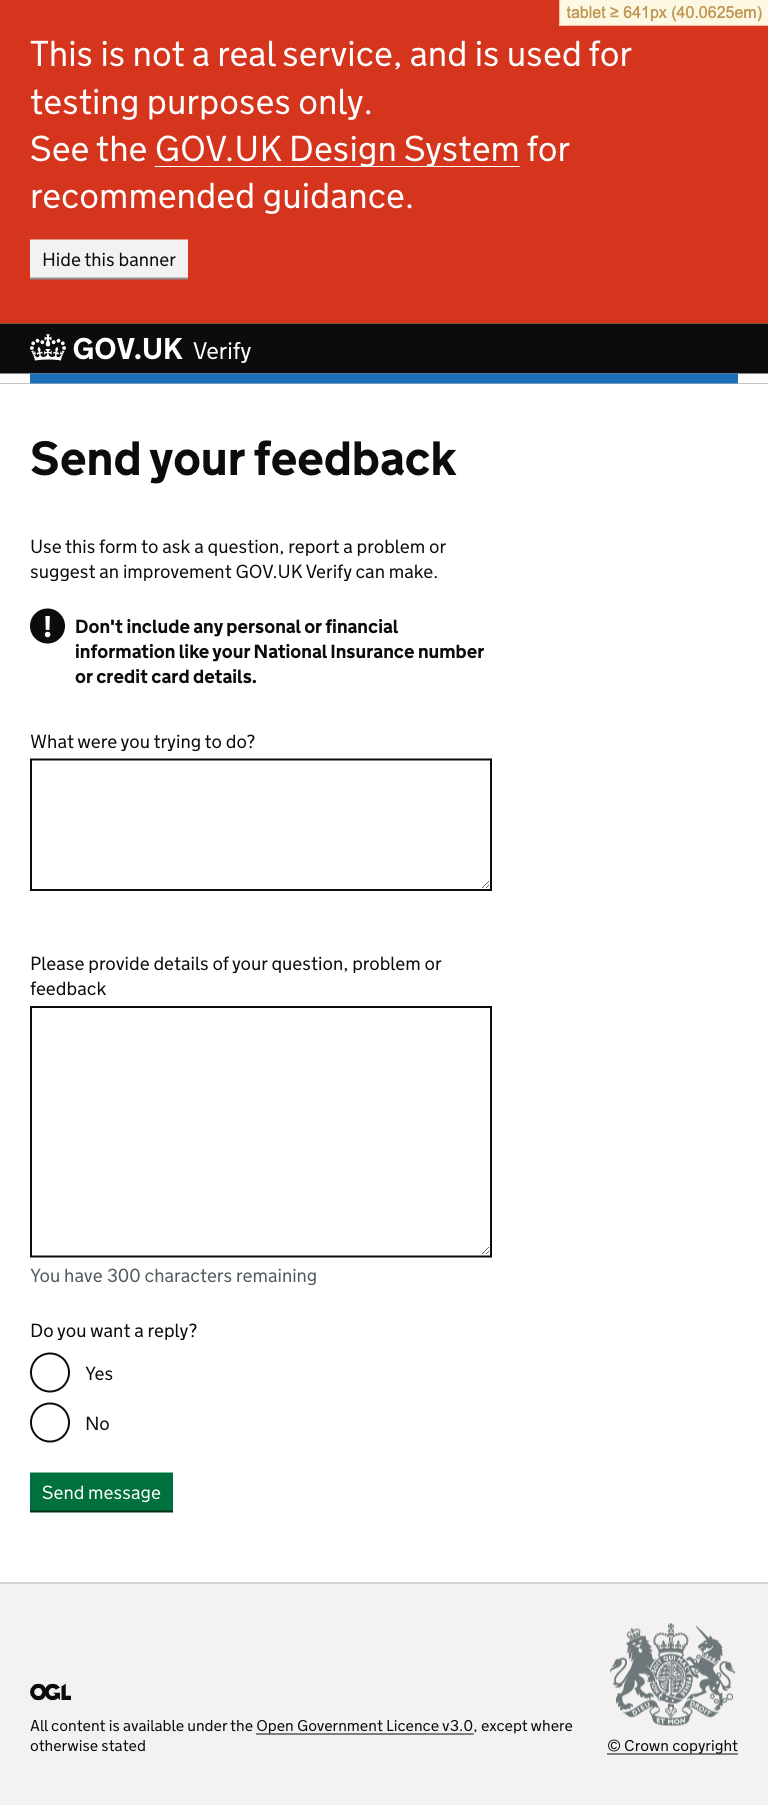 tablet ≥ 641px (40.0625em)
This is not a real service, and is used for
testing purposes only.
See the GOV.UK Design System for
recommended guidance.
Hide this banner
GOV.UK Verify
Send your feedback
Use this form to ask a question, report a problem or
suggest an improvement GOV.UK Verify can make.
! Don't include any personal or financial
information like your National Insurance number
or credit card details.
What were you trying to do?
Please provide details of your question, problem or
feedback
You have 300 characters remaining
Do you want a reply?
Yes
No
Send message
OGL
All content is available under the Open Government Licence v3.0, except where
otherwise stated
DIEU ET MON DROIT
© Crown copyright